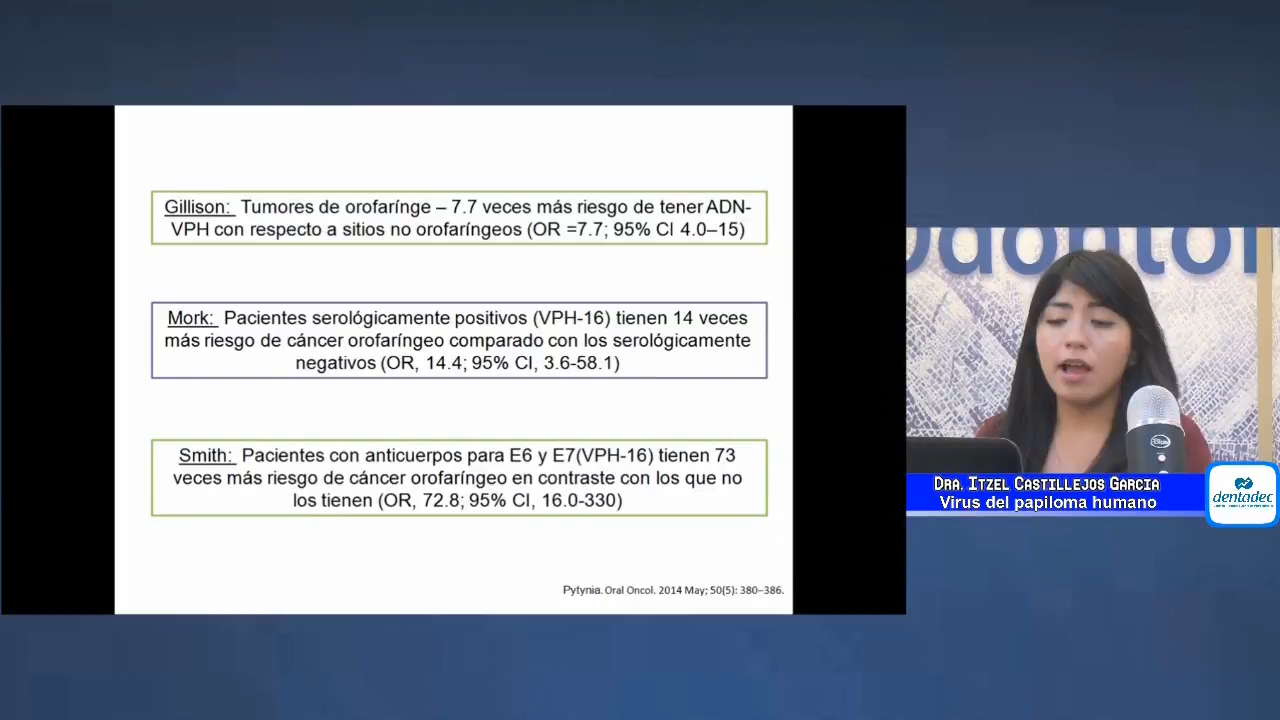 Gillison: Tumores de orofarínge – 7.7 veces más riesgo de tener ADN-
VPH con respecto a sitios no orofaríngeos (OR =7.7; 95% CI 4.0–15)
Mork: Pacientes serológicamente positivos (VPH-16) tienen 14 veces
más riesgo de cáncer orofaríngeo comparado con los serológicamente
negativos (OR, 14.4; 95% CI, 3.6-58.1)
Smith: Pacientes con anticuerpos para E6 y E7(VPH-16) tienen 73
veces más riesgo de cáncer orofaríngeo en contraste con los que no
los tienen (OR, 72.8; 95% CI, 16.0-330)
Pytynia. Oral Oncol. 2014 May; 50(5): 380–386.
Blue
Dra. Itzel Castillejos Garcia
Virus del papiloma humano
dentadec